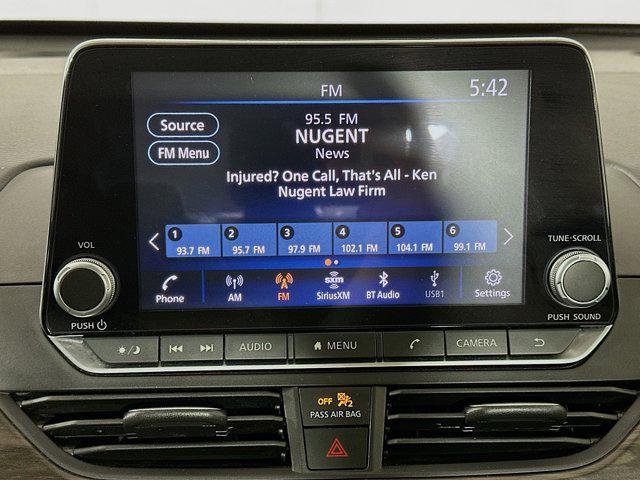 FM
5:42
Source
FM Menu
95.5 FM
NUGENT
News
Injured? One Call, That's All - Ken
Nugent Law Firm
1 2 3 4 5 6
93.7 FM 95.7 FM 97.9 FM 102.1 FM 104.1 FM 99.1 FM
sxm
Phone AM FM SiriusXM BT Audio USB1 Settings
VOL
PUSH
TUNE·SCROLL
PUSH SOUND
AUDIO MENU CAMERA
OFF 2
PASS AIR BAG